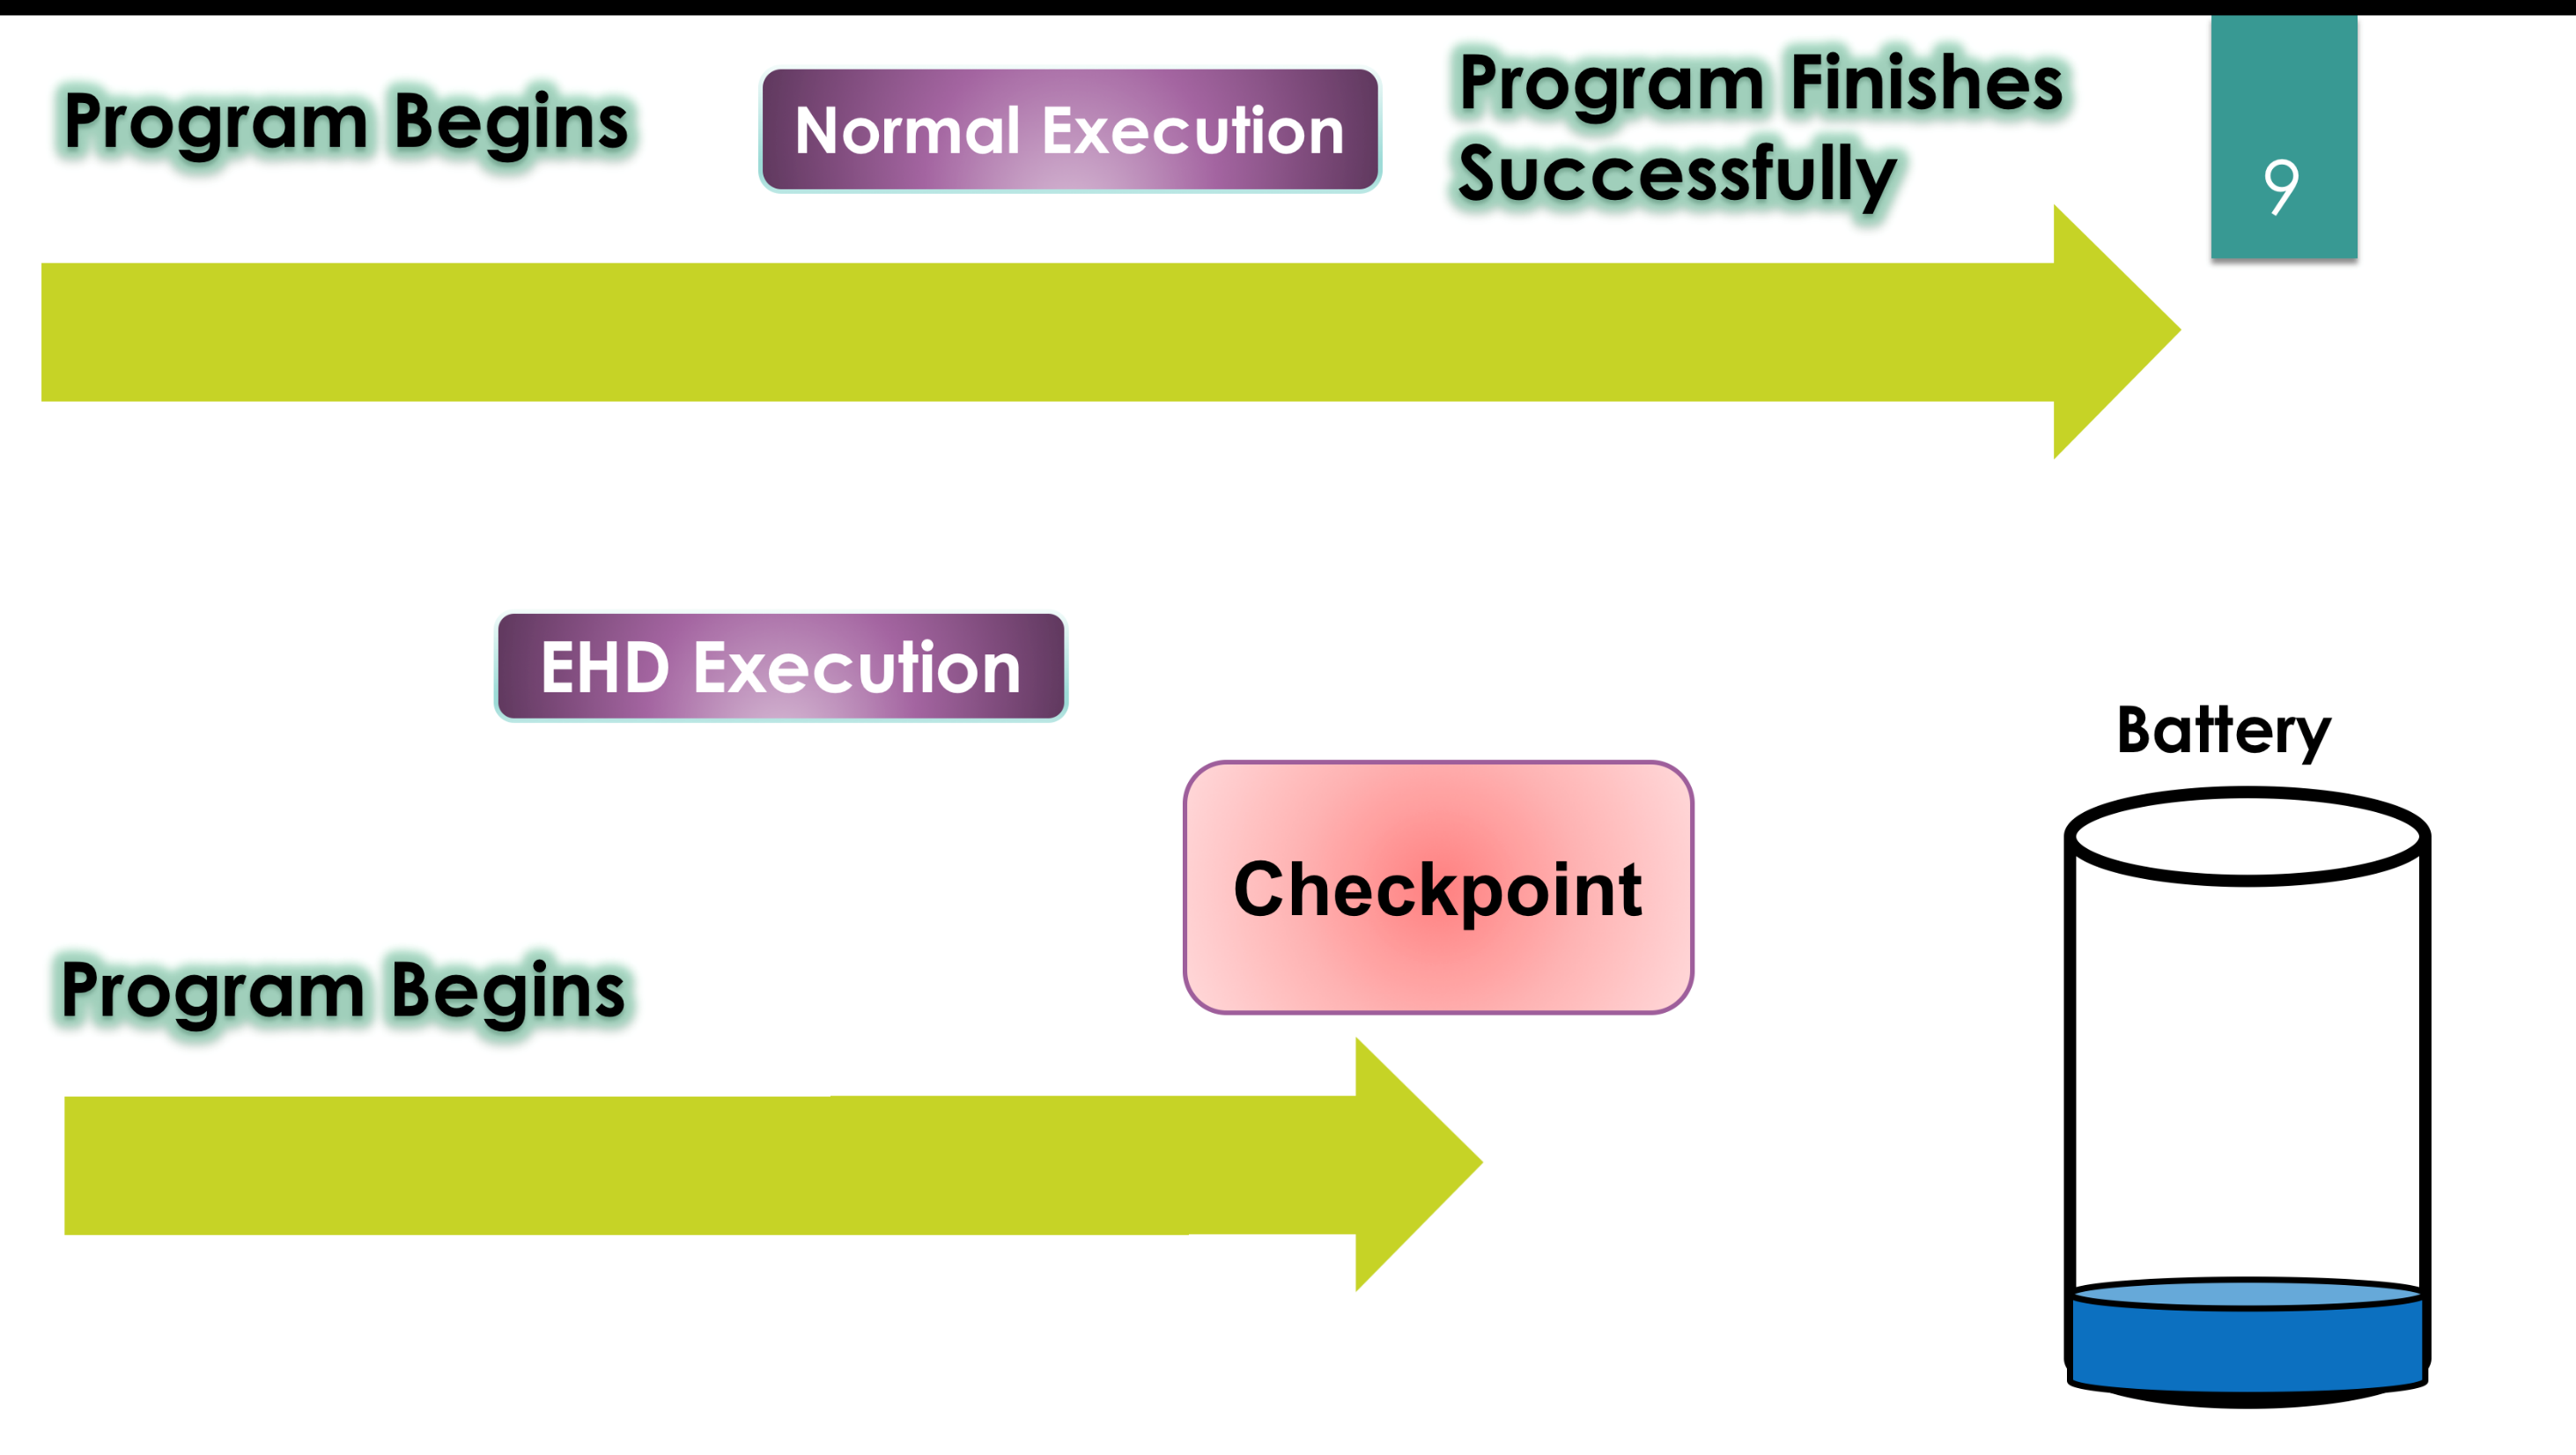 Program Begins
Normal Execution
Program Finishes
Successfully
9
EHD Execution
Battery
Checkpoint
Program Begins